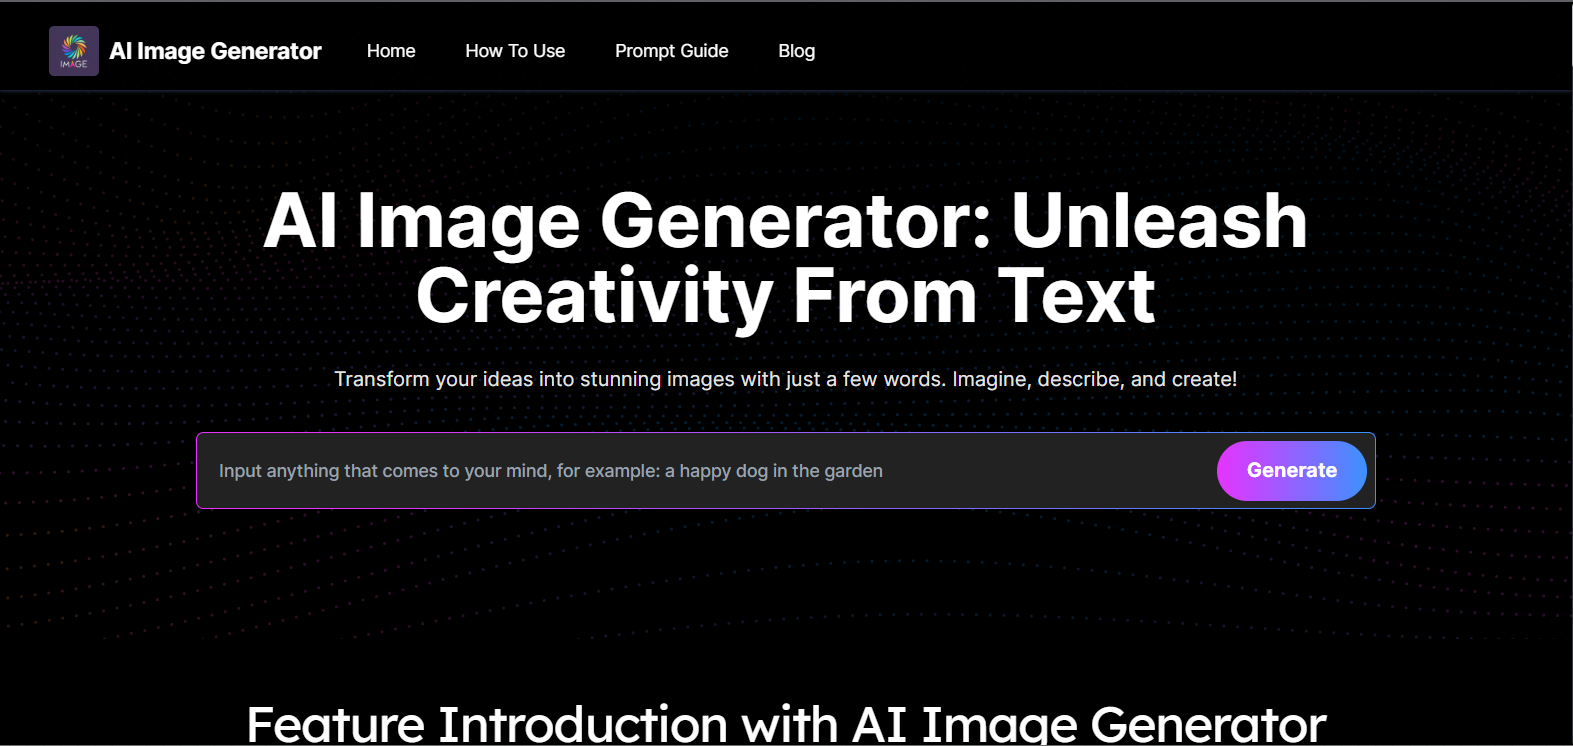 IMAGE
AI Image Generator
Home
How To Use
Prompt Guide
Blog
AI Image Generator: Unleash
Creativity From Text
Transform your ideas into stunning images with just a few words. Imagine, describe, and create!
Input anything that comes to your mind, for example: a happy dog in the garden
Generate
Feature Introduction with AI Image Generator